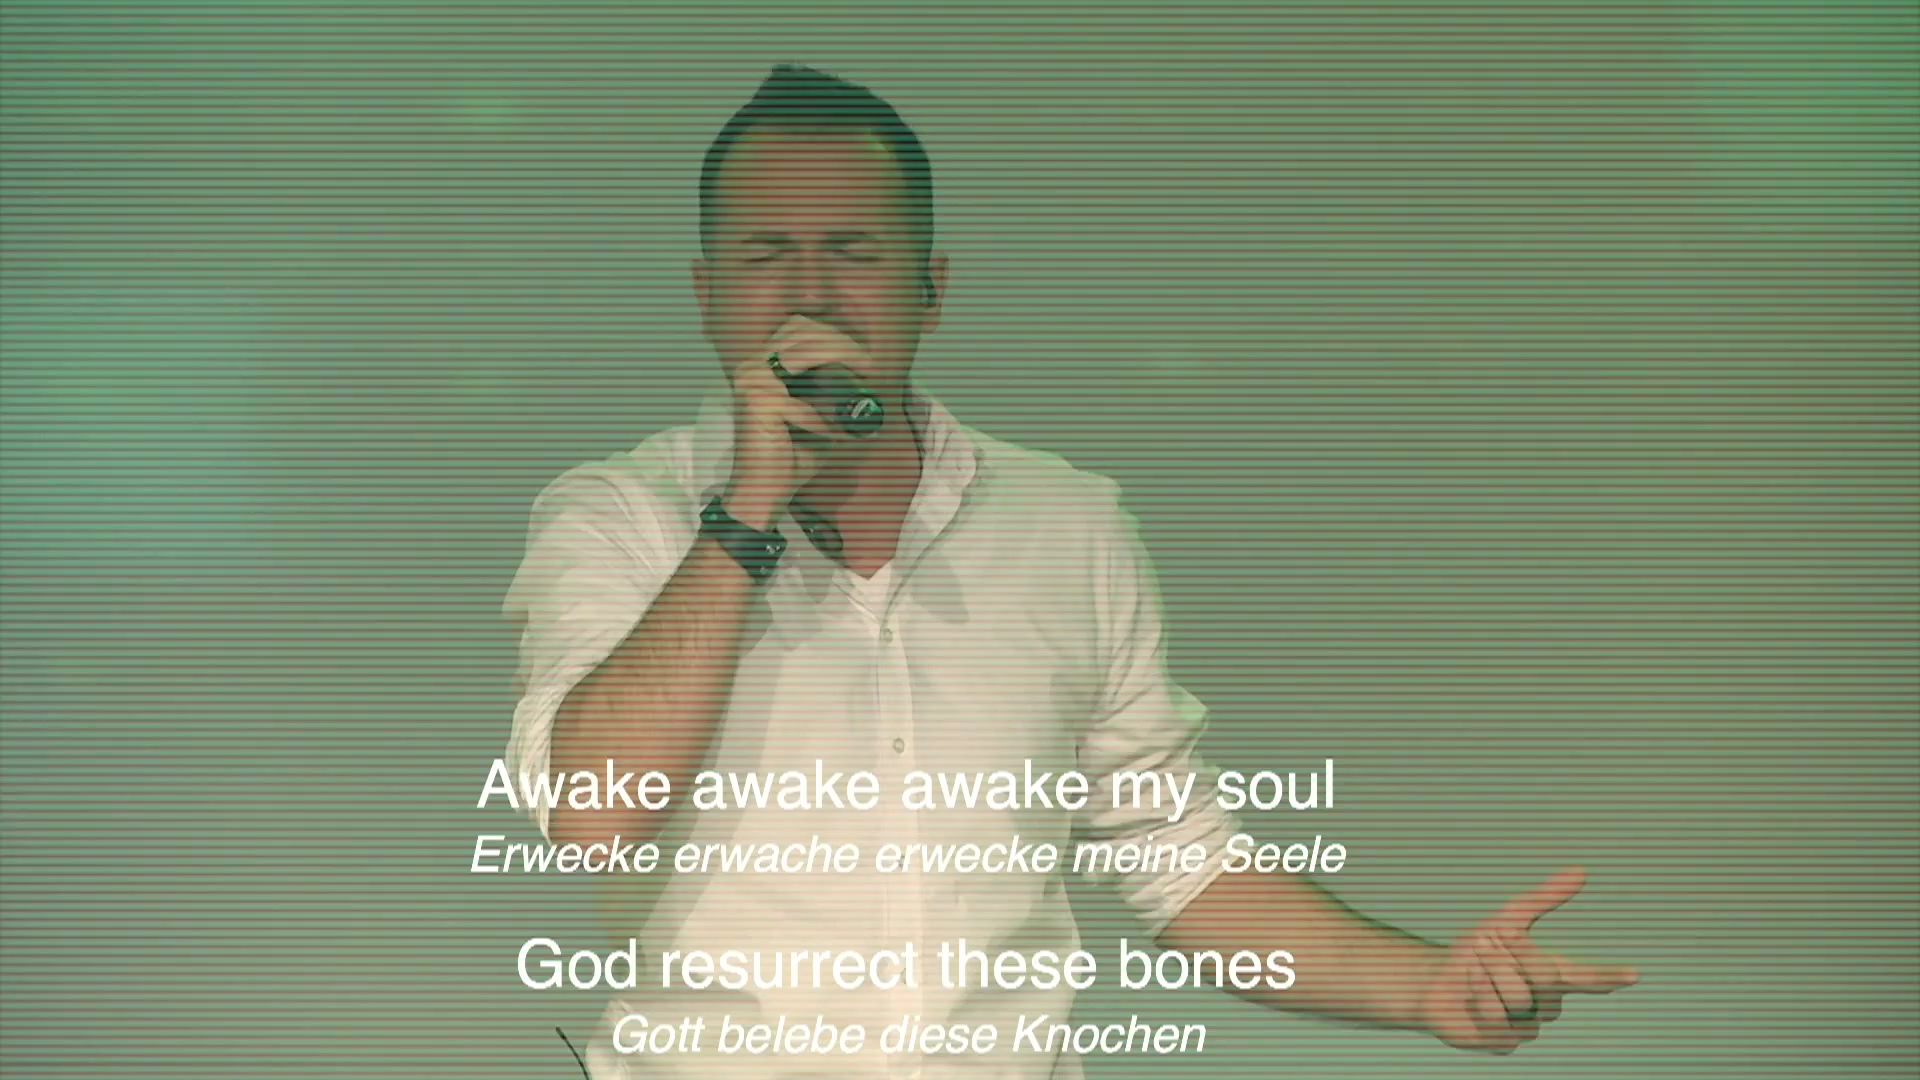 Awake awake awake my soul
Erwecke erwache erwecke meine Seele
God resurrect these bones
Gott belebe diese Knochen